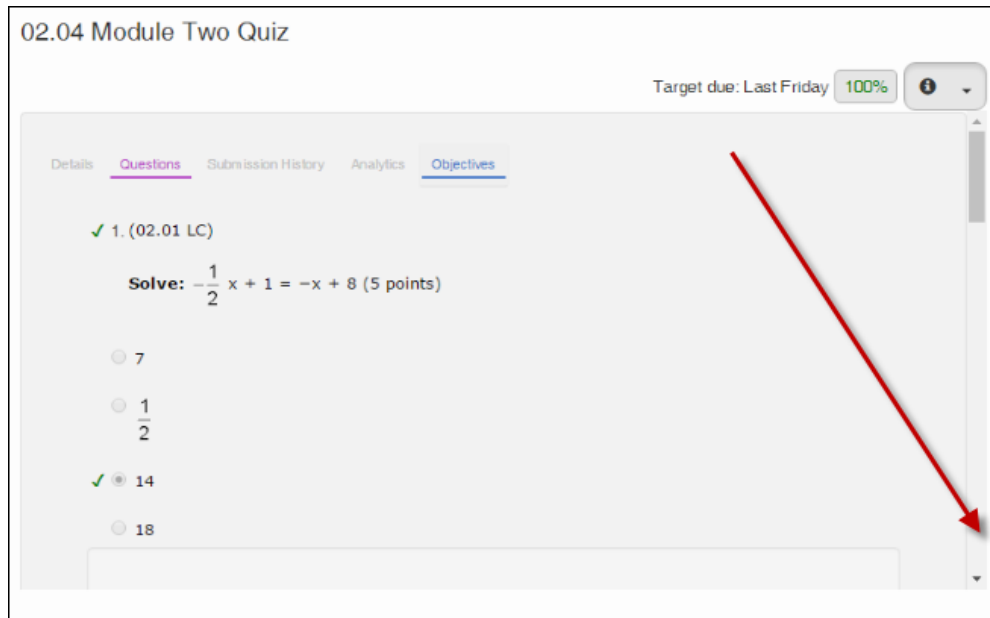 02.04 Module Two Quiz
Target due: Last Friday 100%
Details Questions Submission History Analytics Objectives
✓ 1. (02.01 LC)
Solve: −1/2 x + 1 = −x + 8 (5 points)
7
1/2
✓ 14
18